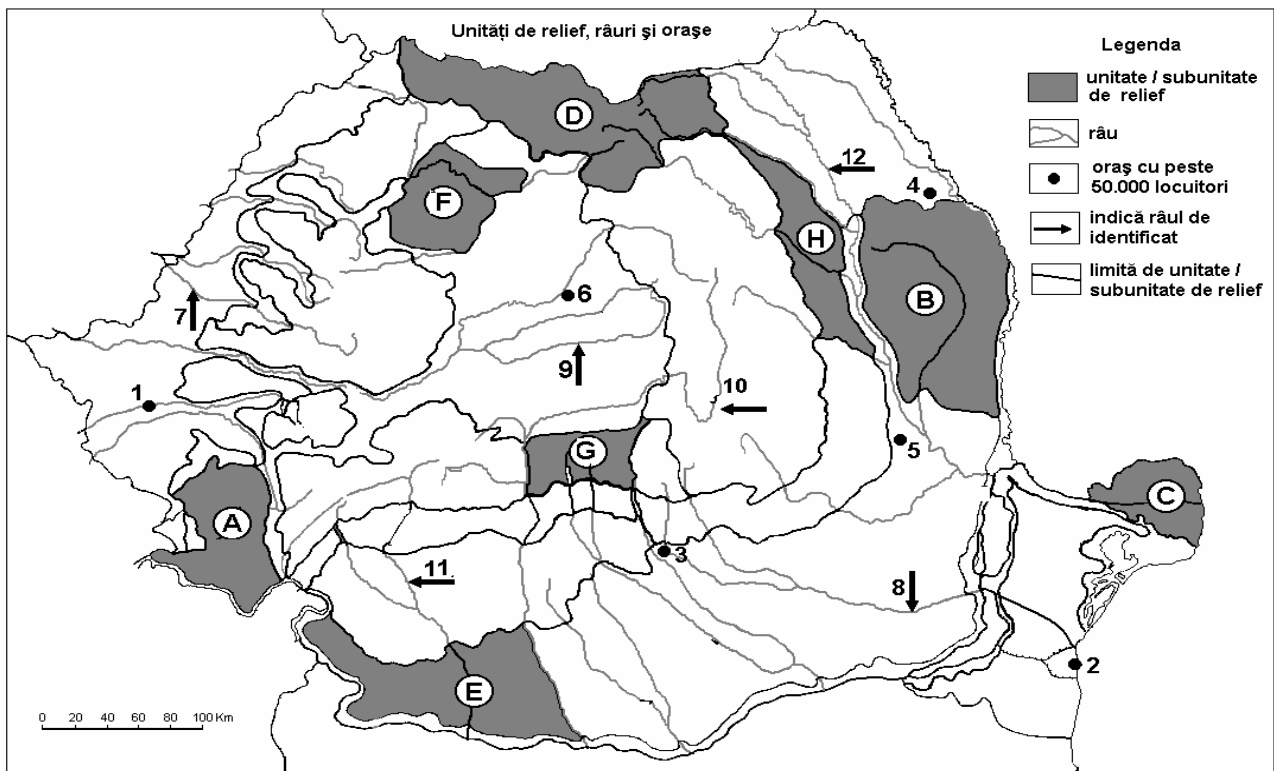 Unități de relief, râuri și orașe
Legenda
unitate / subunitate
de relief
râu
oraș cu peste
50.000 locuitori
indică râul de
identificat
limită de unitate /
subunitate de relief
D
12
4
F
H
B
6
7
9
10
1
G
5
C
A
3
11.
8
2
E
0 20 40 60 80 100 Km